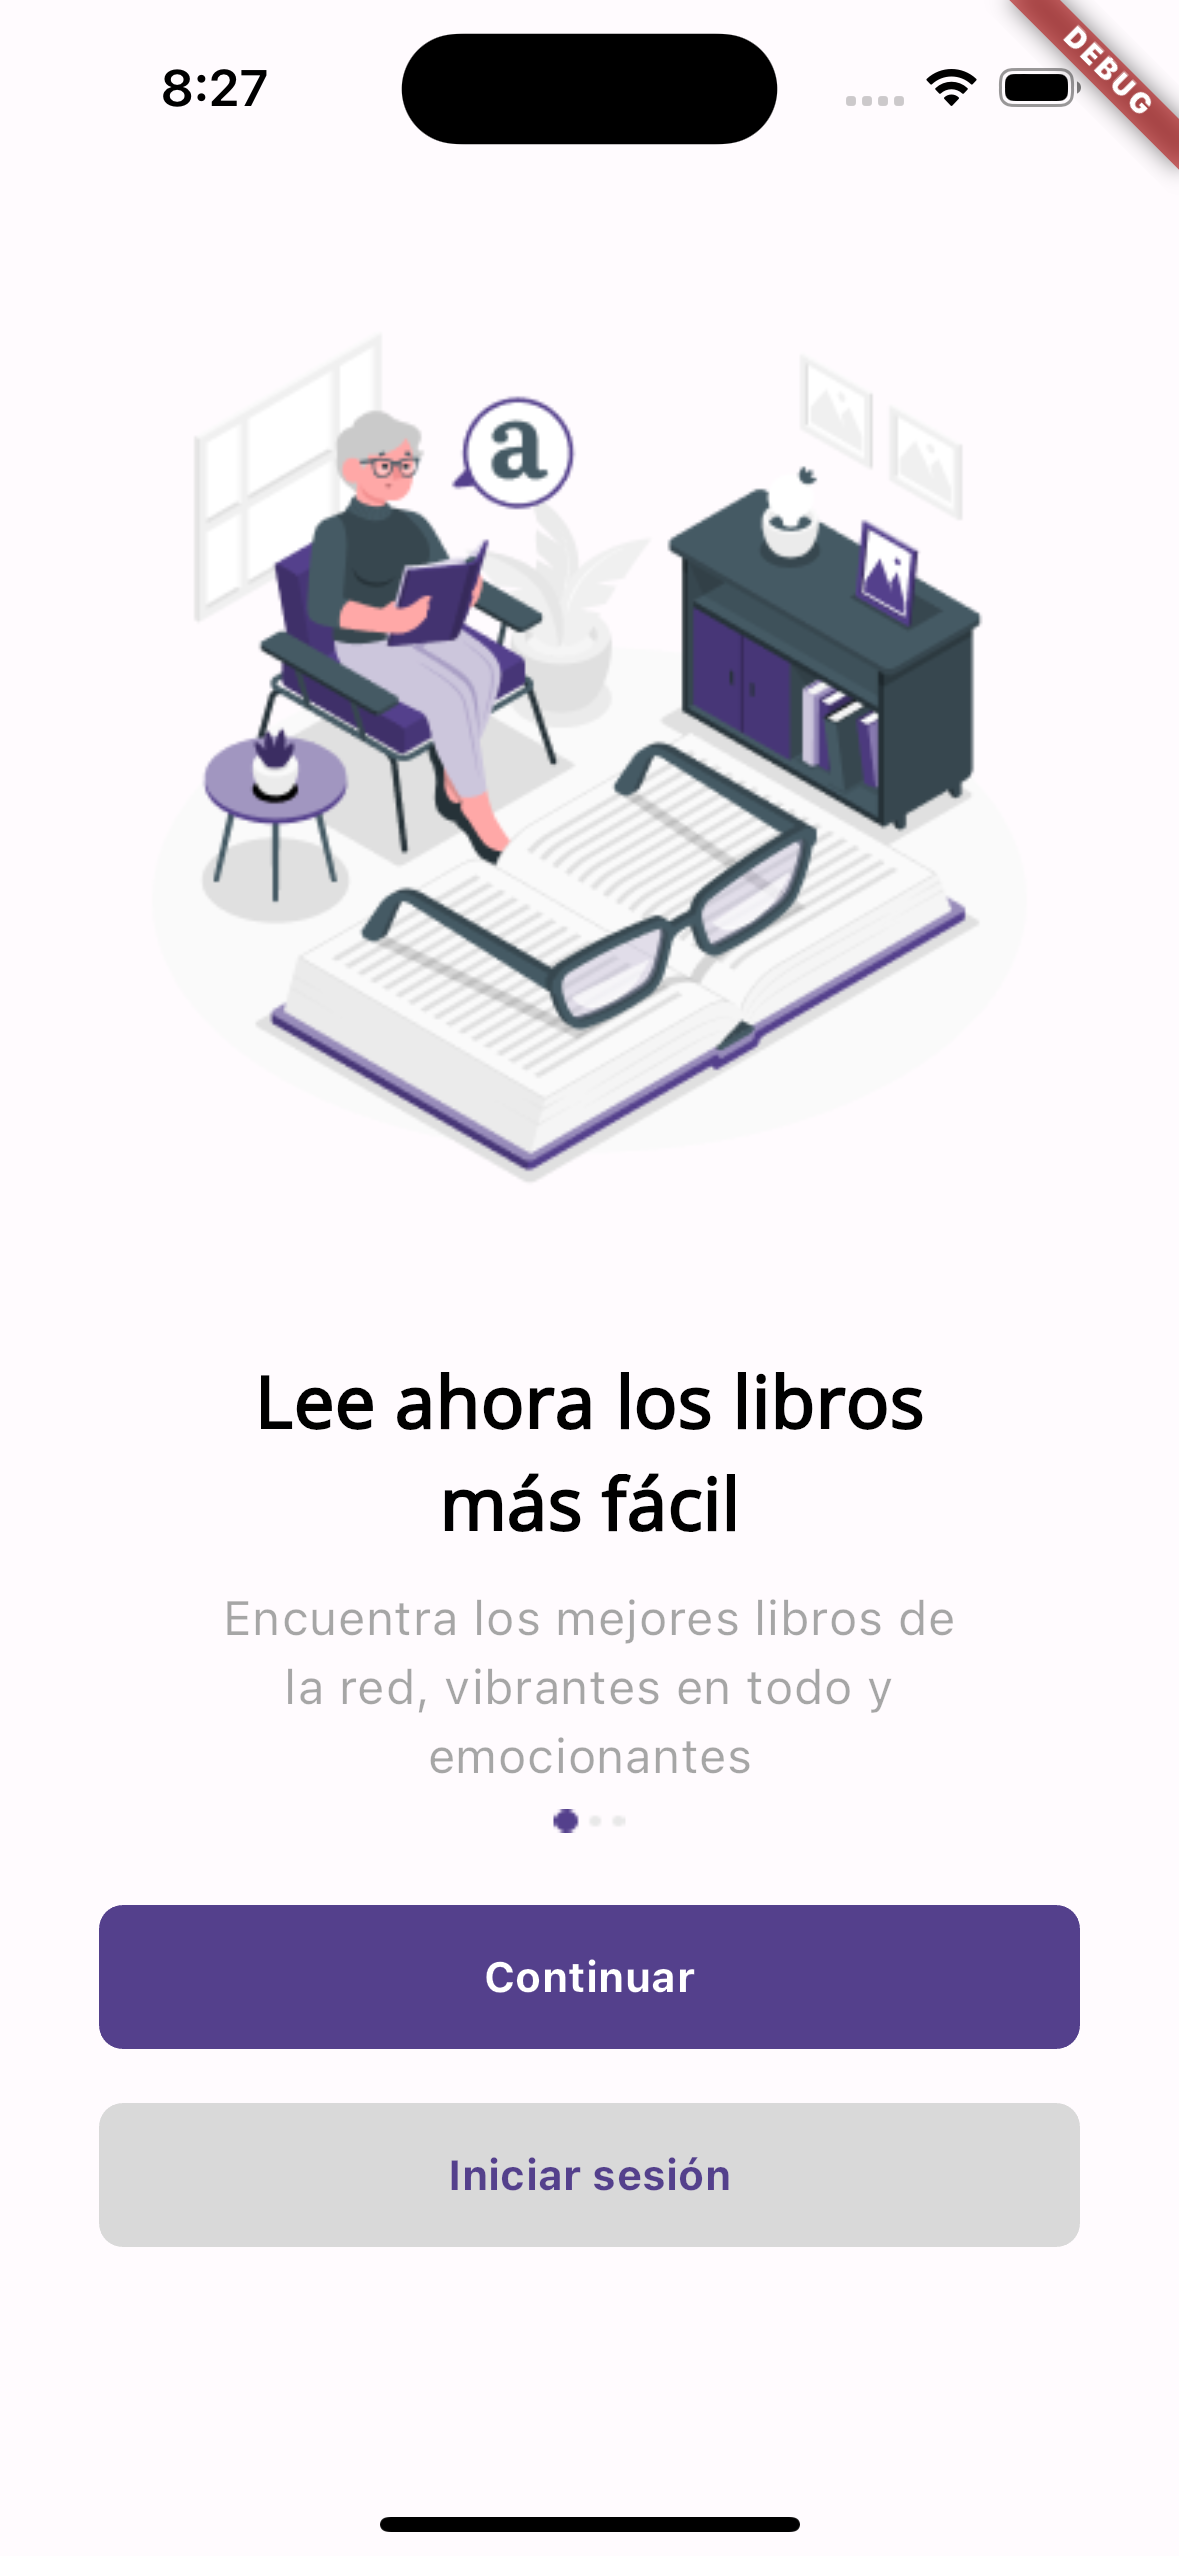 8:27
DEBUG
a
Lee ahora los libros
más fácil
Encuentra los mejores libros de
la red, vibrantes en todo y
emocionantes
Continuar
Iniciar sesión